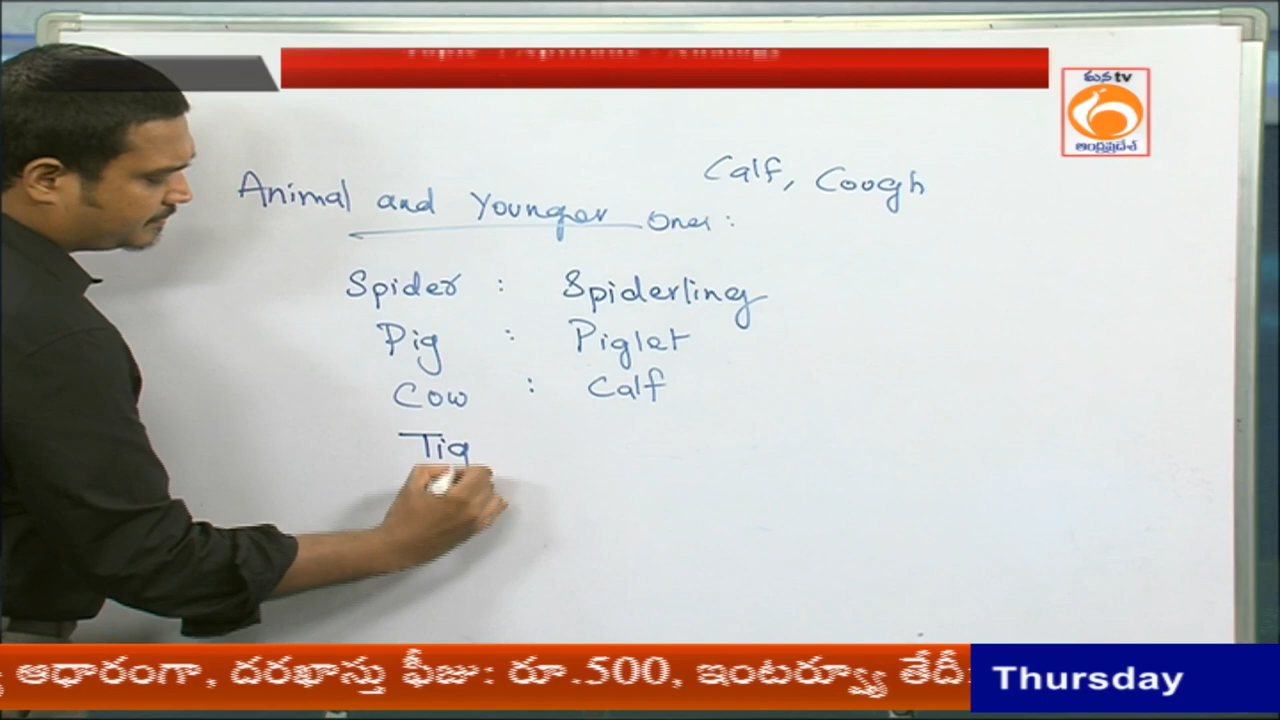 మన tv
ఆంధ్రప్రదేశ్
Calf, Cough
Animal and Younger Ones:
Spider : Spiderling
Pig : Piglet
Cow : Calf
Tig
ఆధారంగా, దరఖాస్తు ఫీజు: రూ.500, ఇంటర్వ్యూ తేదీ:
Thursday